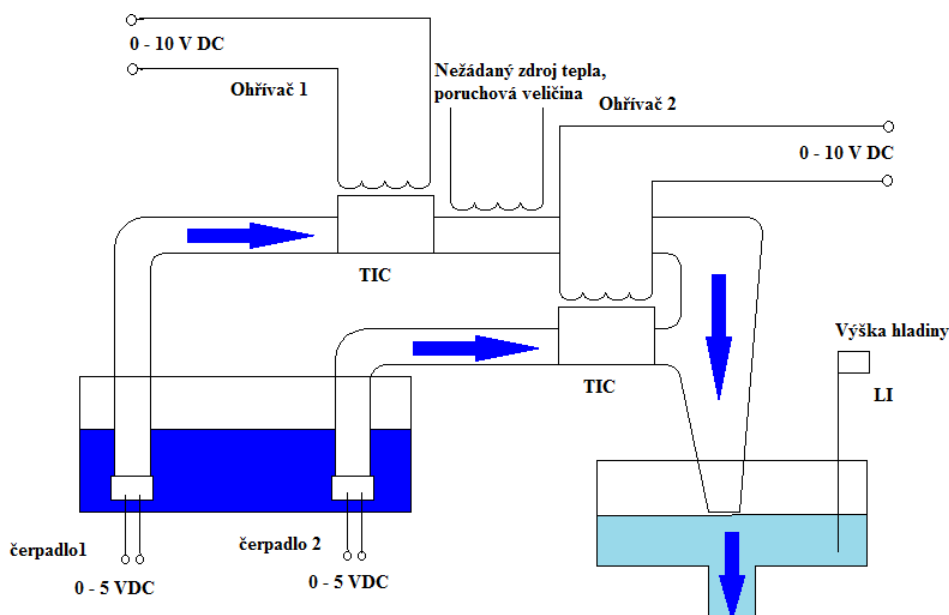 0 - 10 V DC
Ohřívač 1
Nežádaný zdroj tepla,
poruchová veličina
Ohřívač 2
0 - 10 V DC
TIC
TIC
Výška hladiny
LI
čerpadlo1
0 - 5 VDC
čerpadlo 2
0 - 5 VDC